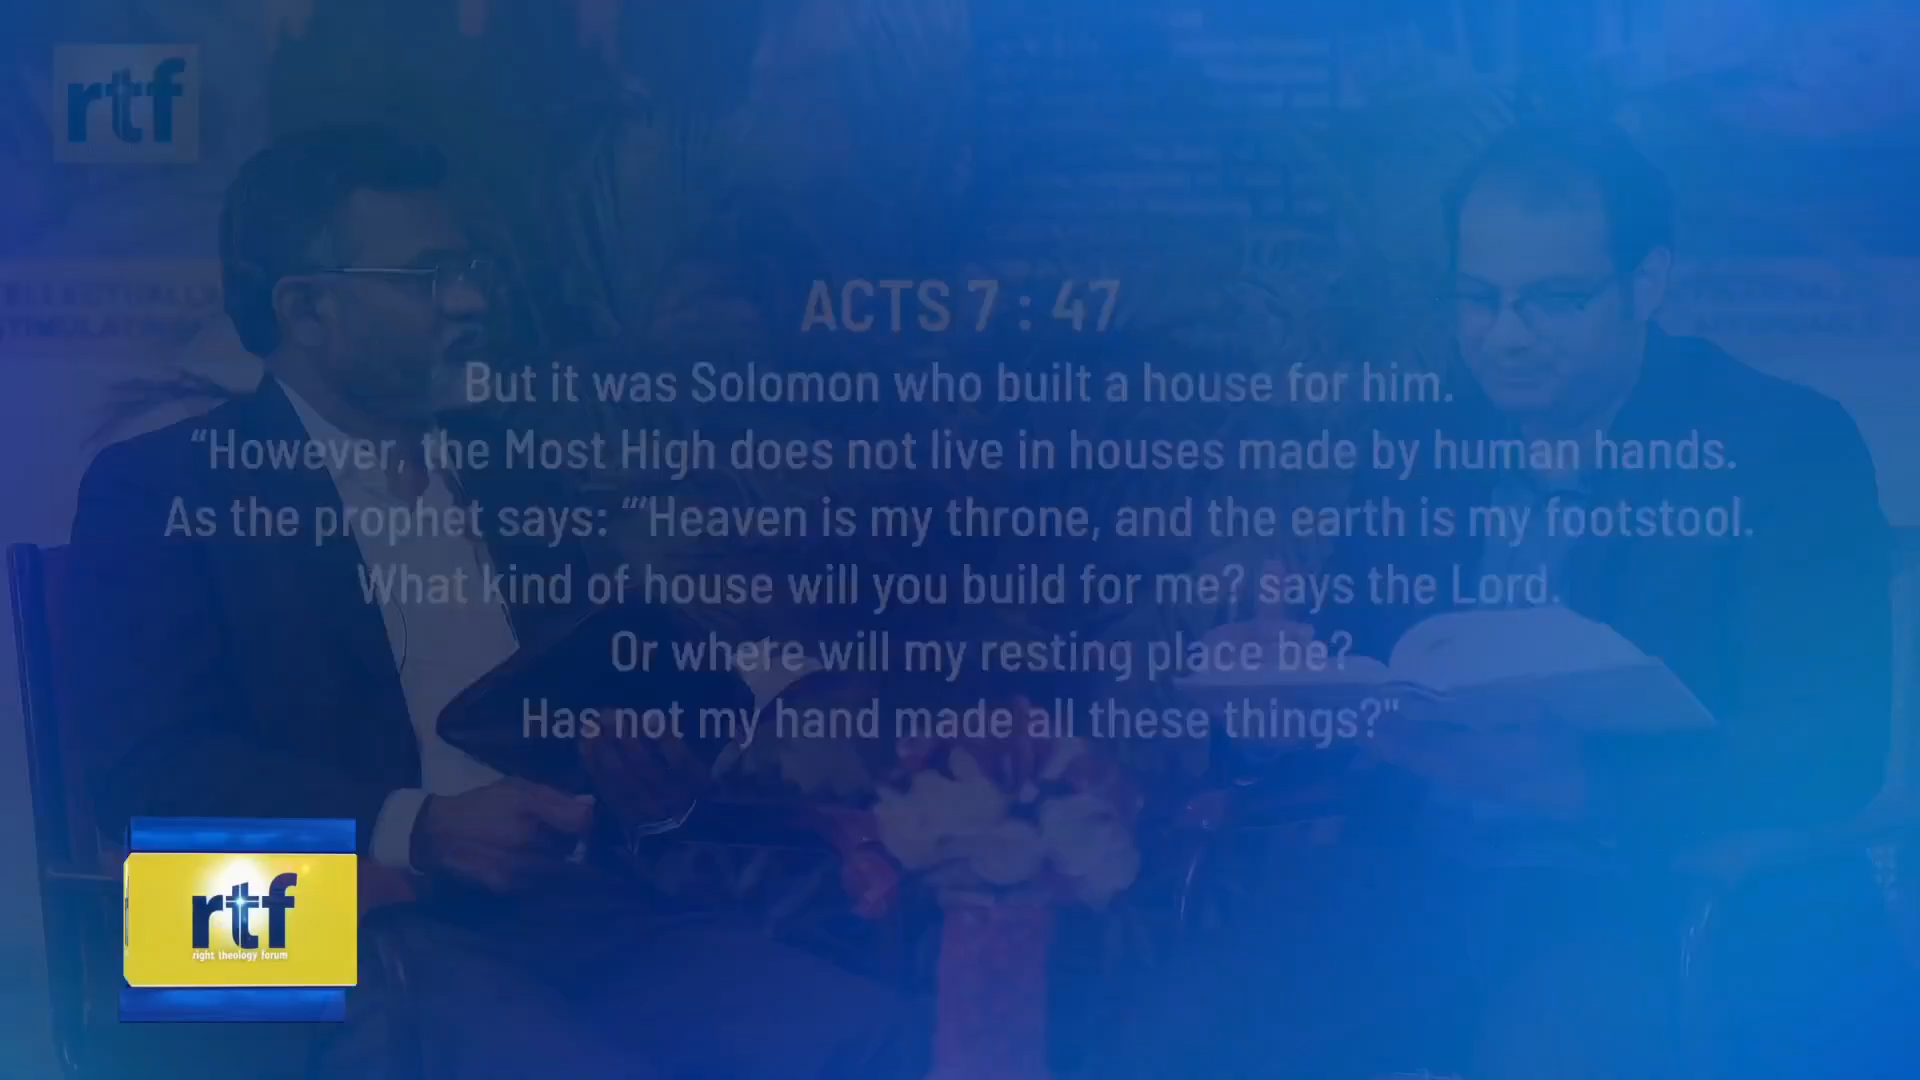 rtf
ACTS 7 : 47
But it was Solomon who built a house for him.
“However, the Most High does not live in houses made by human hands.
As the prophet says: “‘Heaven is my throne, and the earth is my footstool.
What kind of house will you build for me? says the Lord.
Or where will my resting place be?
Has not my hand made all these things?"
rtf
right theology forum